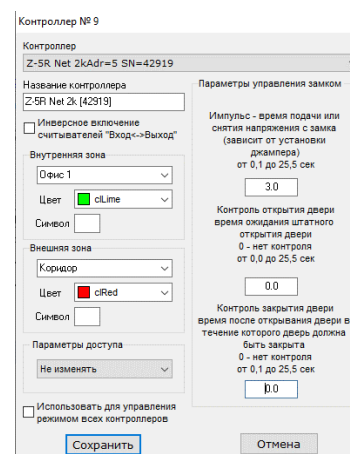 Контроллер № 9
Контроллер
Z-5R Net 2kAdr=5 SN=42919
Название контроллера
Z-5R Net 2k [42919]
Инверсное включение
считывателей "Вход<->Выход"
Внутренняя зона
Офис 1
Цвет clLime
Символ
Внешняя зона
Коридор
Цвет clRed
Символ
Параметры доступа
Не изменять
Использовать для управления
режимом всех контроллеров
Сохранить
Параметры управления замком
Импульс - время подачи или
снятия напряжения с замка
(зависит от установки
джампера)
от 0,1 до 25,5 сек
3.0
Контроль открытия двери
время ожидания штатного
открытия двери
0 - нет контроля
от 0,0 до 25,5 сек
0.0
Контроль закрытия двери
время после открывания двери в
течение которого дверь должна
быть закрыта
0 - нет контроля
от 0,1 до 25,5 сек
0.0
Отмена